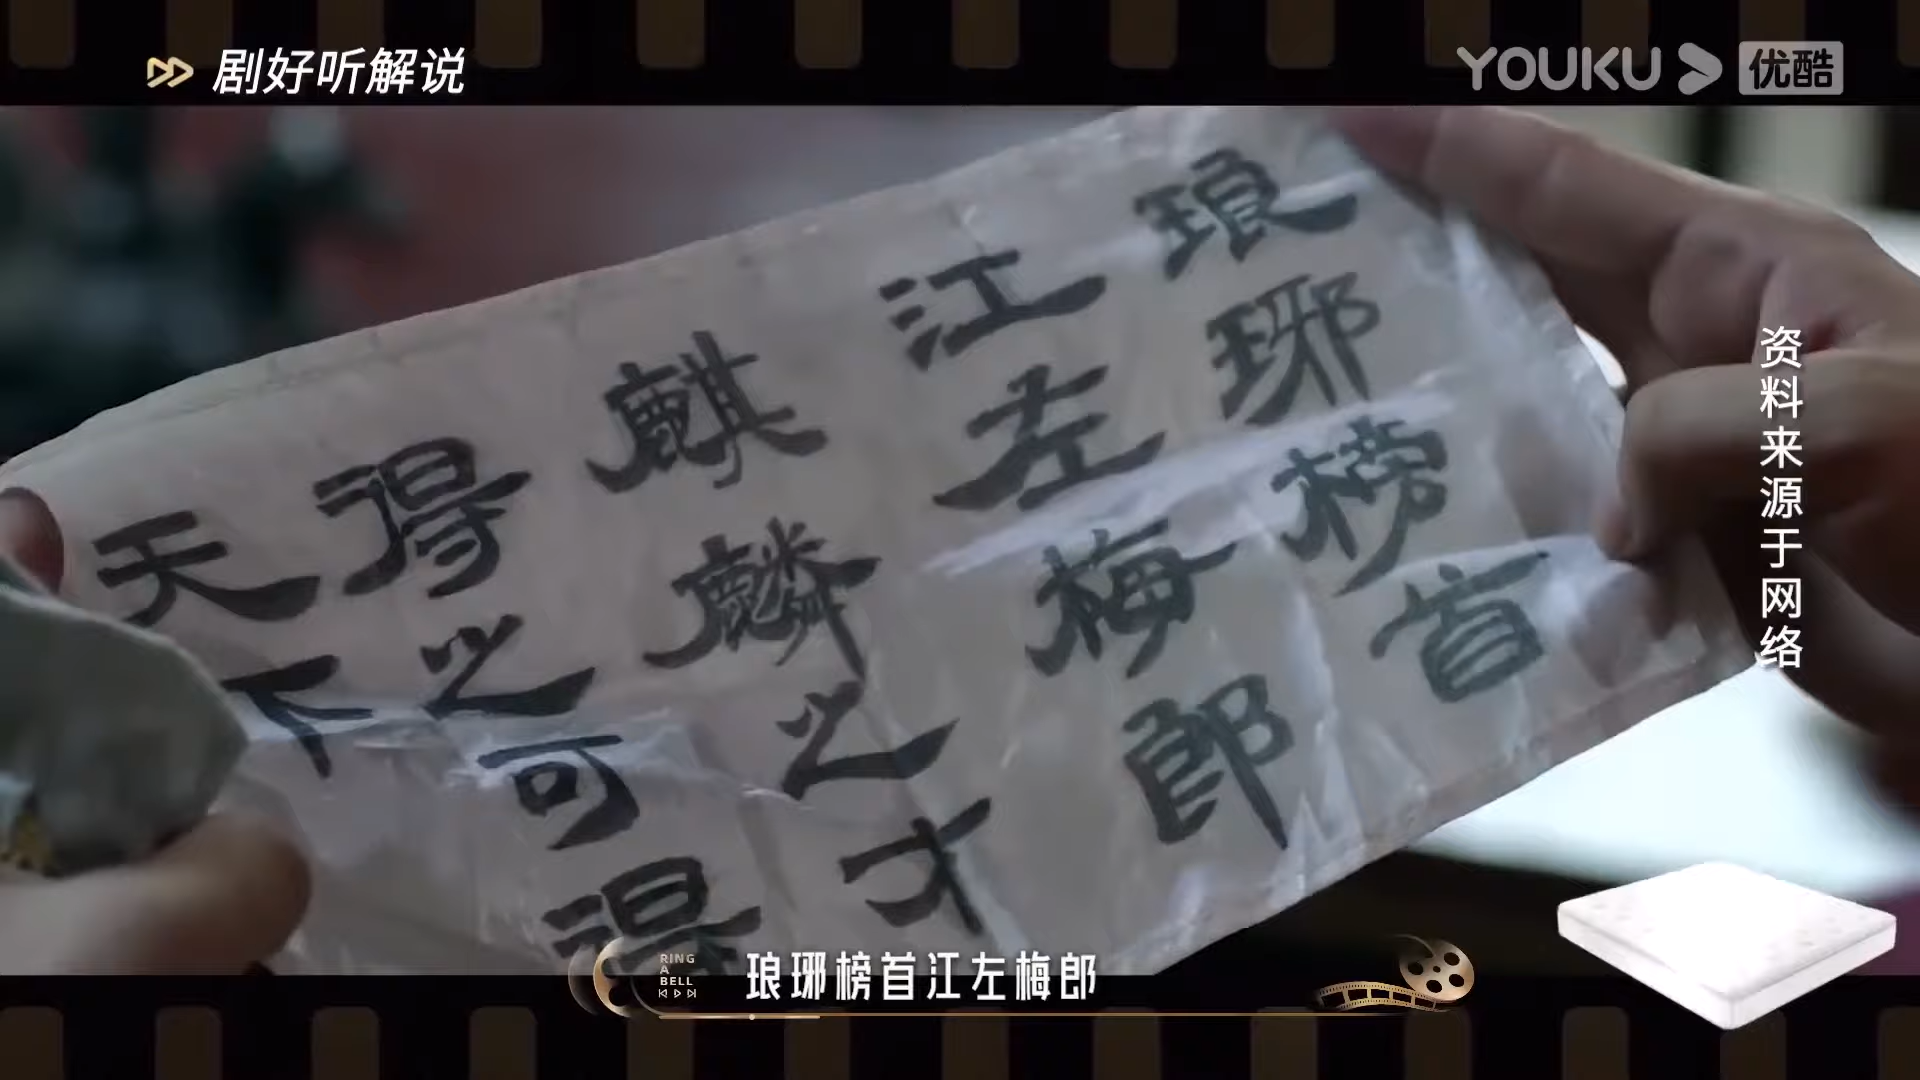 剧好听解说
YOUKU 优酷
琅琊榜首
江左梅郎
麒麟之才
得之可得
天下
资料来源于网络
RING
A
BELL
琅琊榜首江左梅郎